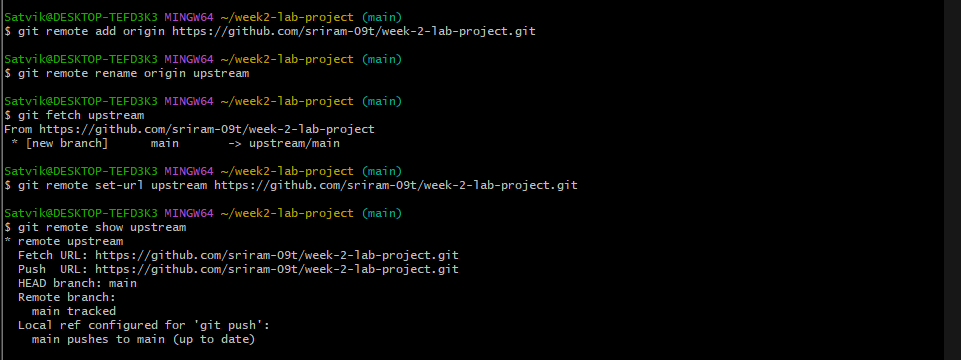 Satvik@DESKTOP-TEFD3K3 MINGW64 ~/week2-lab-project (main)
$ git remote add origin https://github.com/sriram-09t/week-2-lab-project.git
Satvik@DESKTOP-TEFD3K3 MINGW64 ~/week2-lab-project (main)
$ git remote rename origin upstream
Satvik@DESKTOP-TEFD3K3 MINGW64 ~/week2-lab-project (main)
$ git fetch upstream
From https://github.com/sriram-09t/week-2-lab-project
 * [new branch]      main       -> upstream/main
Satvik@DESKTOP-TEFD3K3 MINGW64 ~/week2-lab-project (main)
$ git remote set-url upstream https://github.com/sriram-09t/week-2-lab-project.git
Satvik@DESKTOP-TEFD3K3 MINGW64 ~/week2-lab-project (main)
$ git remote show upstream
* remote upstream
  Fetch URL: https://github.com/sriram-09t/week-2-lab-project.git
  Push  URL: https://github.com/sriram-09t/week-2-lab-project.git
  HEAD branch: main
  Remote branch:
    main tracked
  Local ref configured for 'git push':
    main pushes to main (up to date)